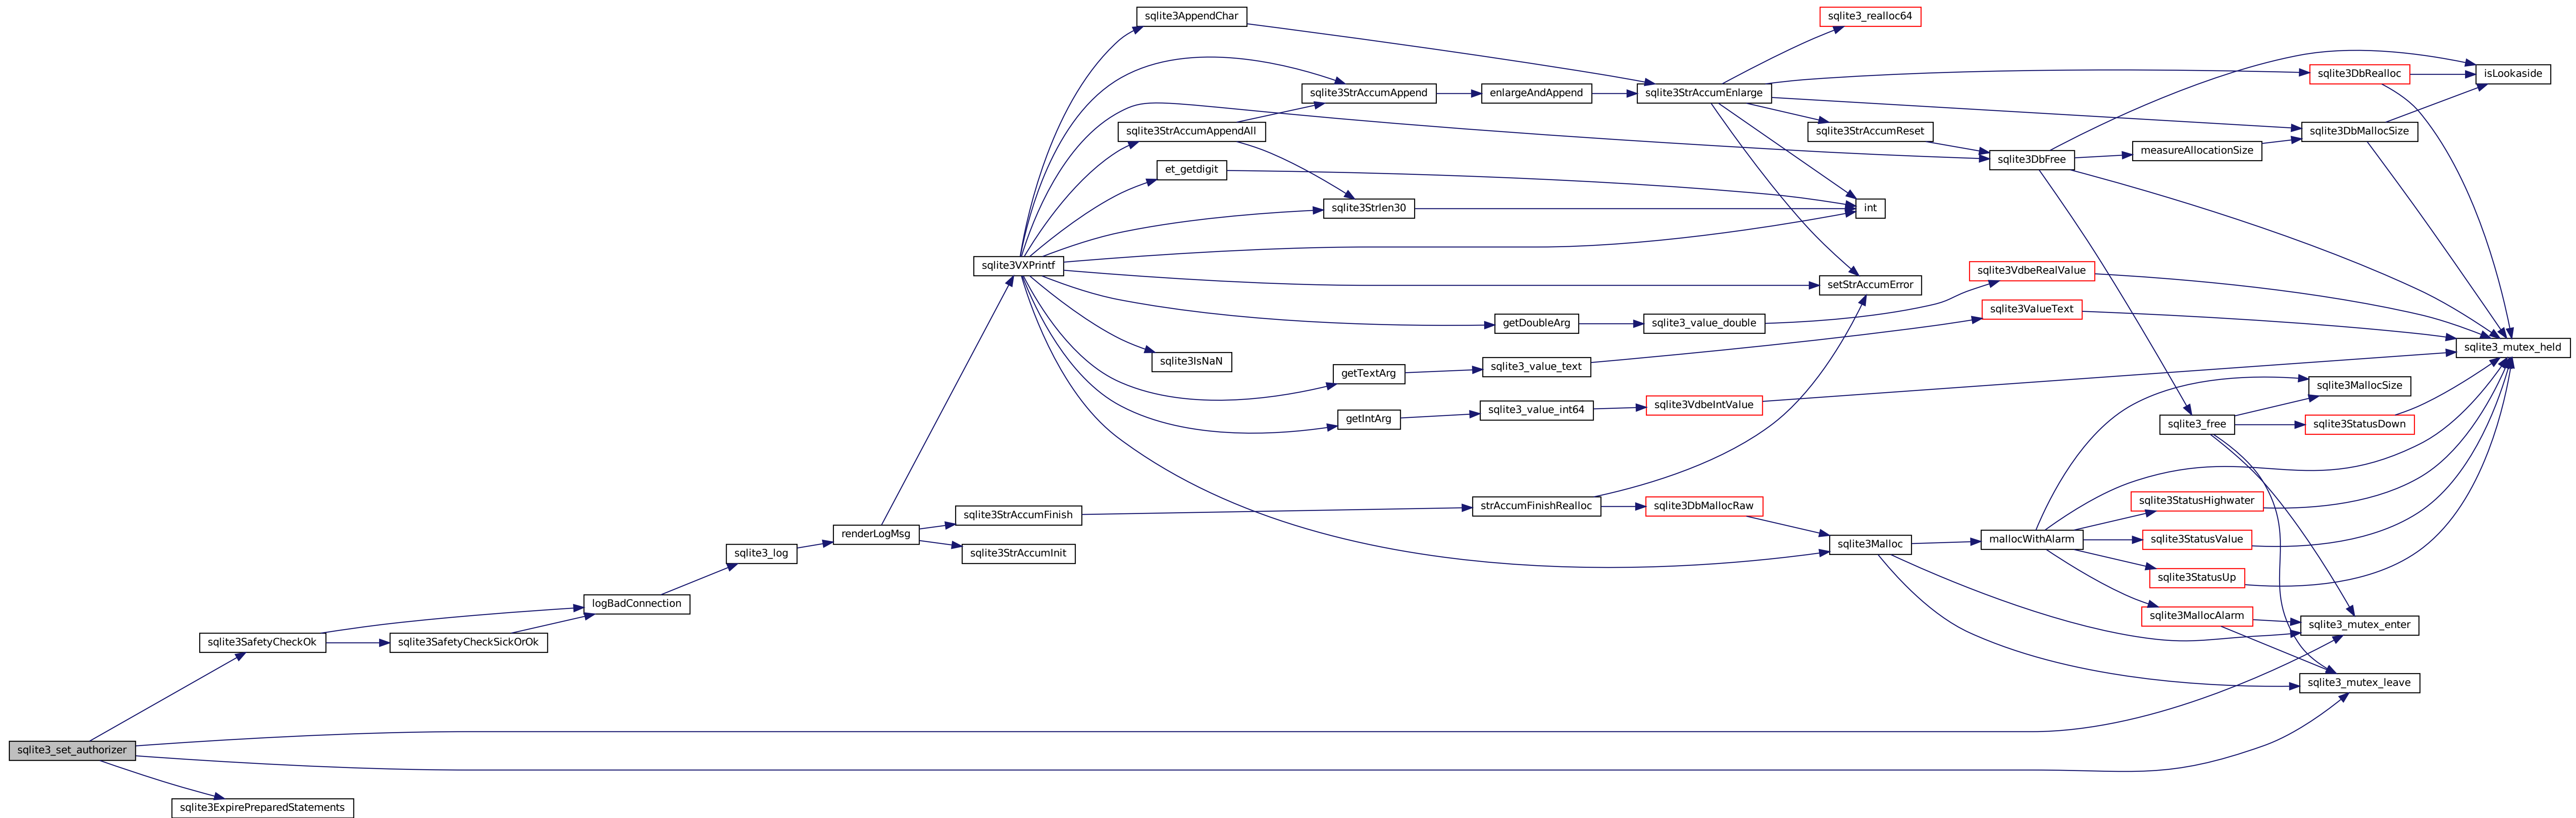 sqlite3AppendChar
sqlite3_realloc64
sqlite3DbRealloc
isLookaside
sqlite3StrAccumAppend
enlargeAndAppend
sqlite3StrAccumEnlarge
sqlite3StrAccumAppendAll
sqlite3StrAccumReset
sqlite3DbMallocSize
measureAllocationSize
sqlite3DbFree
et_getdigit
sqlite3Strlen30
int
sqlite3VXPrintf
sqlite3VdbeRealValue
setStrAccumError
sqlite3ValueText
getDoubleArg
sqlite3_value_double
sqlite3_mutex_held
sqlite3IsNaN
sqlite3_value_text
getTextArg
sqlite3MallocSize
sqlite3VdbeIntValue
sqlite3_value_int64
getIntArg
sqlite3_free
sqlite3StatusDown
sqlite3StatusHighwater
strAccumFinishRealloc
sqlite3DbMallocRaw
sqlite3StrAccumFinish
renderLogMsg
sqlite3StatusValue
mallocWithAlarm
sqlite3Malloc
sqlite3_log
sqlite3StrAccumInit
sqlite3StatusUp
logBadConnection
sqlite3MallocAlarm
sqlite3_mutex_enter
sqlite3SafetyCheckOk
sqlite3SafetyCheckSickOrOk
sqlite3_mutex_leave
sqlite3_set_authorizer
sqlite3ExpirePreparedStatements